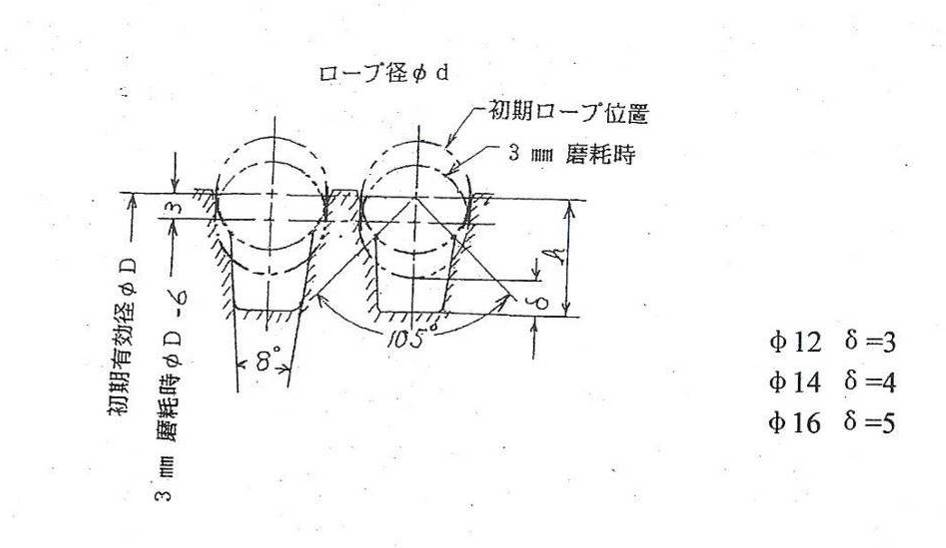 ロープ径φd
初期ロープ位置
3 ㎜ 磨耗時
3
初期有効径φD
3 ㎜ 磨耗時φD-6
h
δ
105°
8°
φ12 δ=3
φ14 δ=4
φ16 δ=5